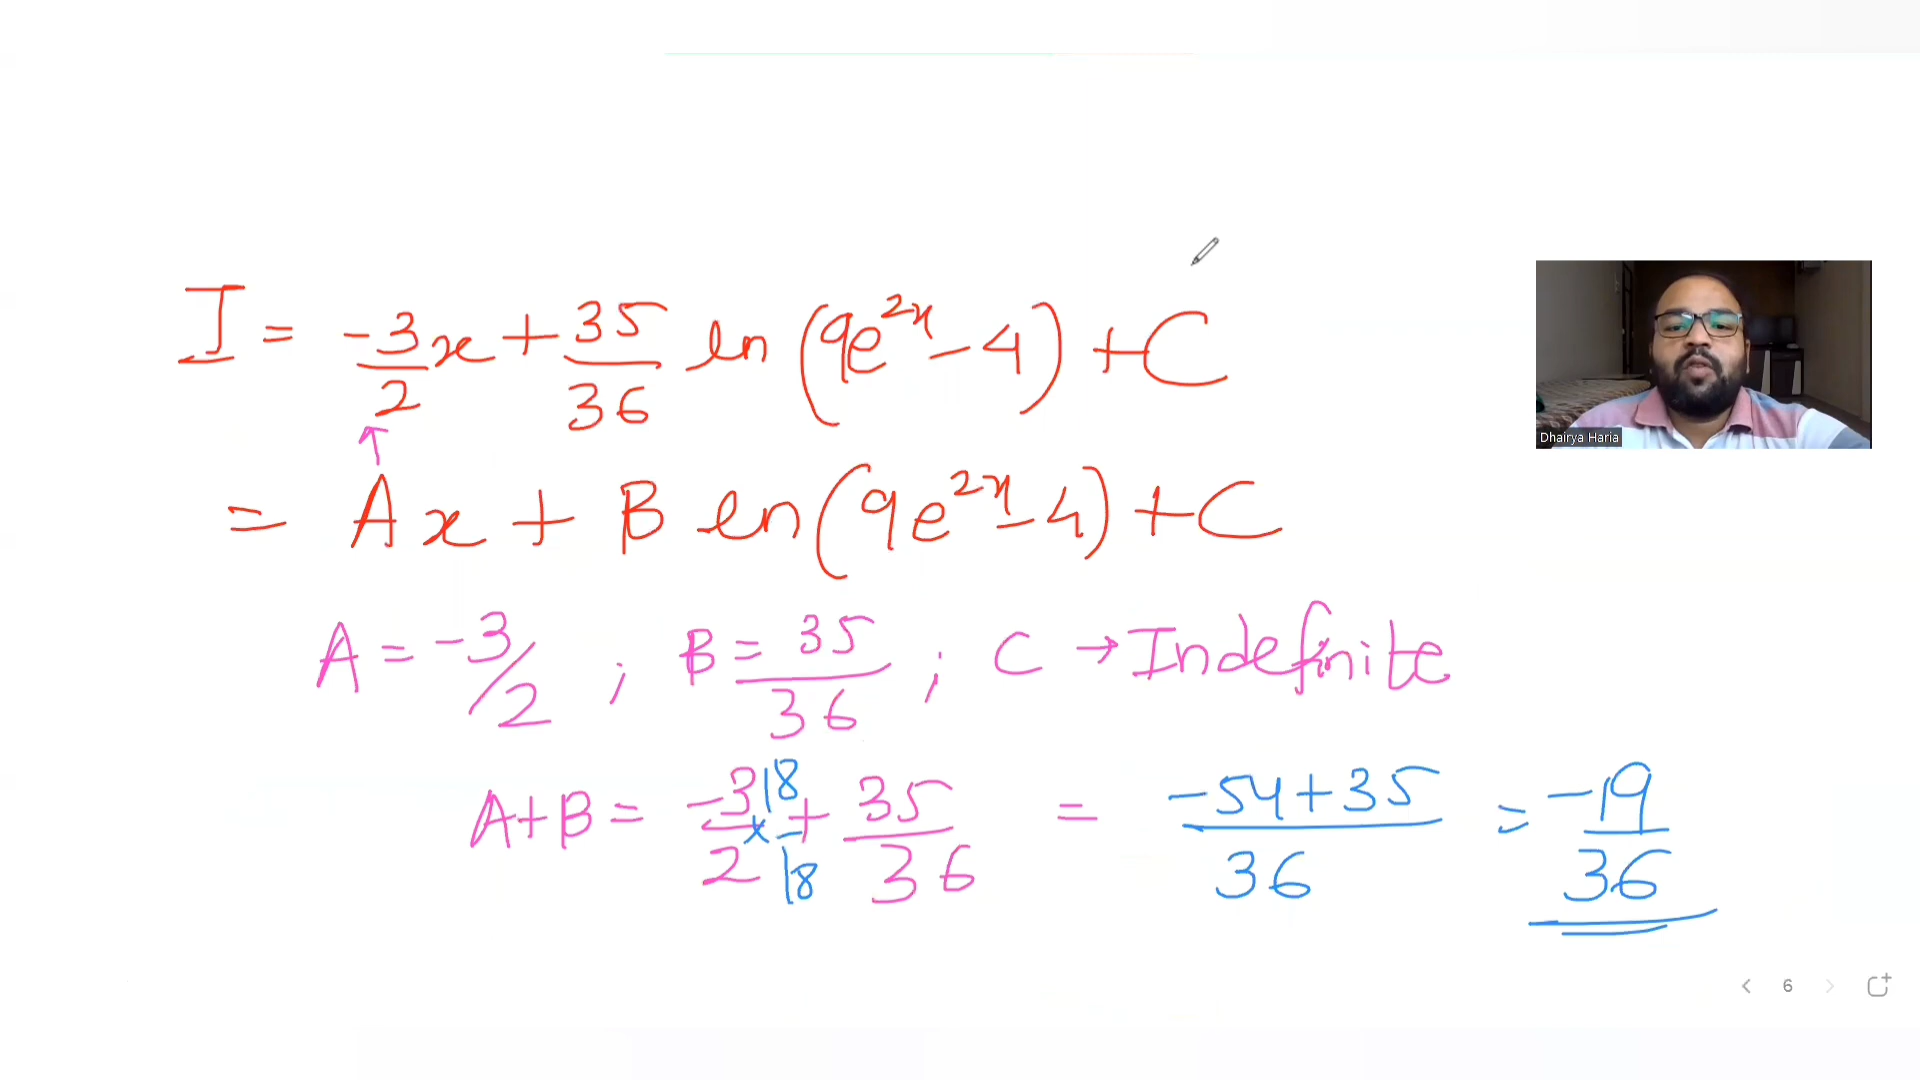 I = -3/2 x + 35/36 ln (9e^2x - 4) + C
= A x + B ln (9e^2x - 4) + C
A = -3/2 ; B = 35/36 ; C → Indefinite
A+B = -3/2 × 18/18 + 35/36 = -54+35/36 = -19/36
Dhairya Haria
6